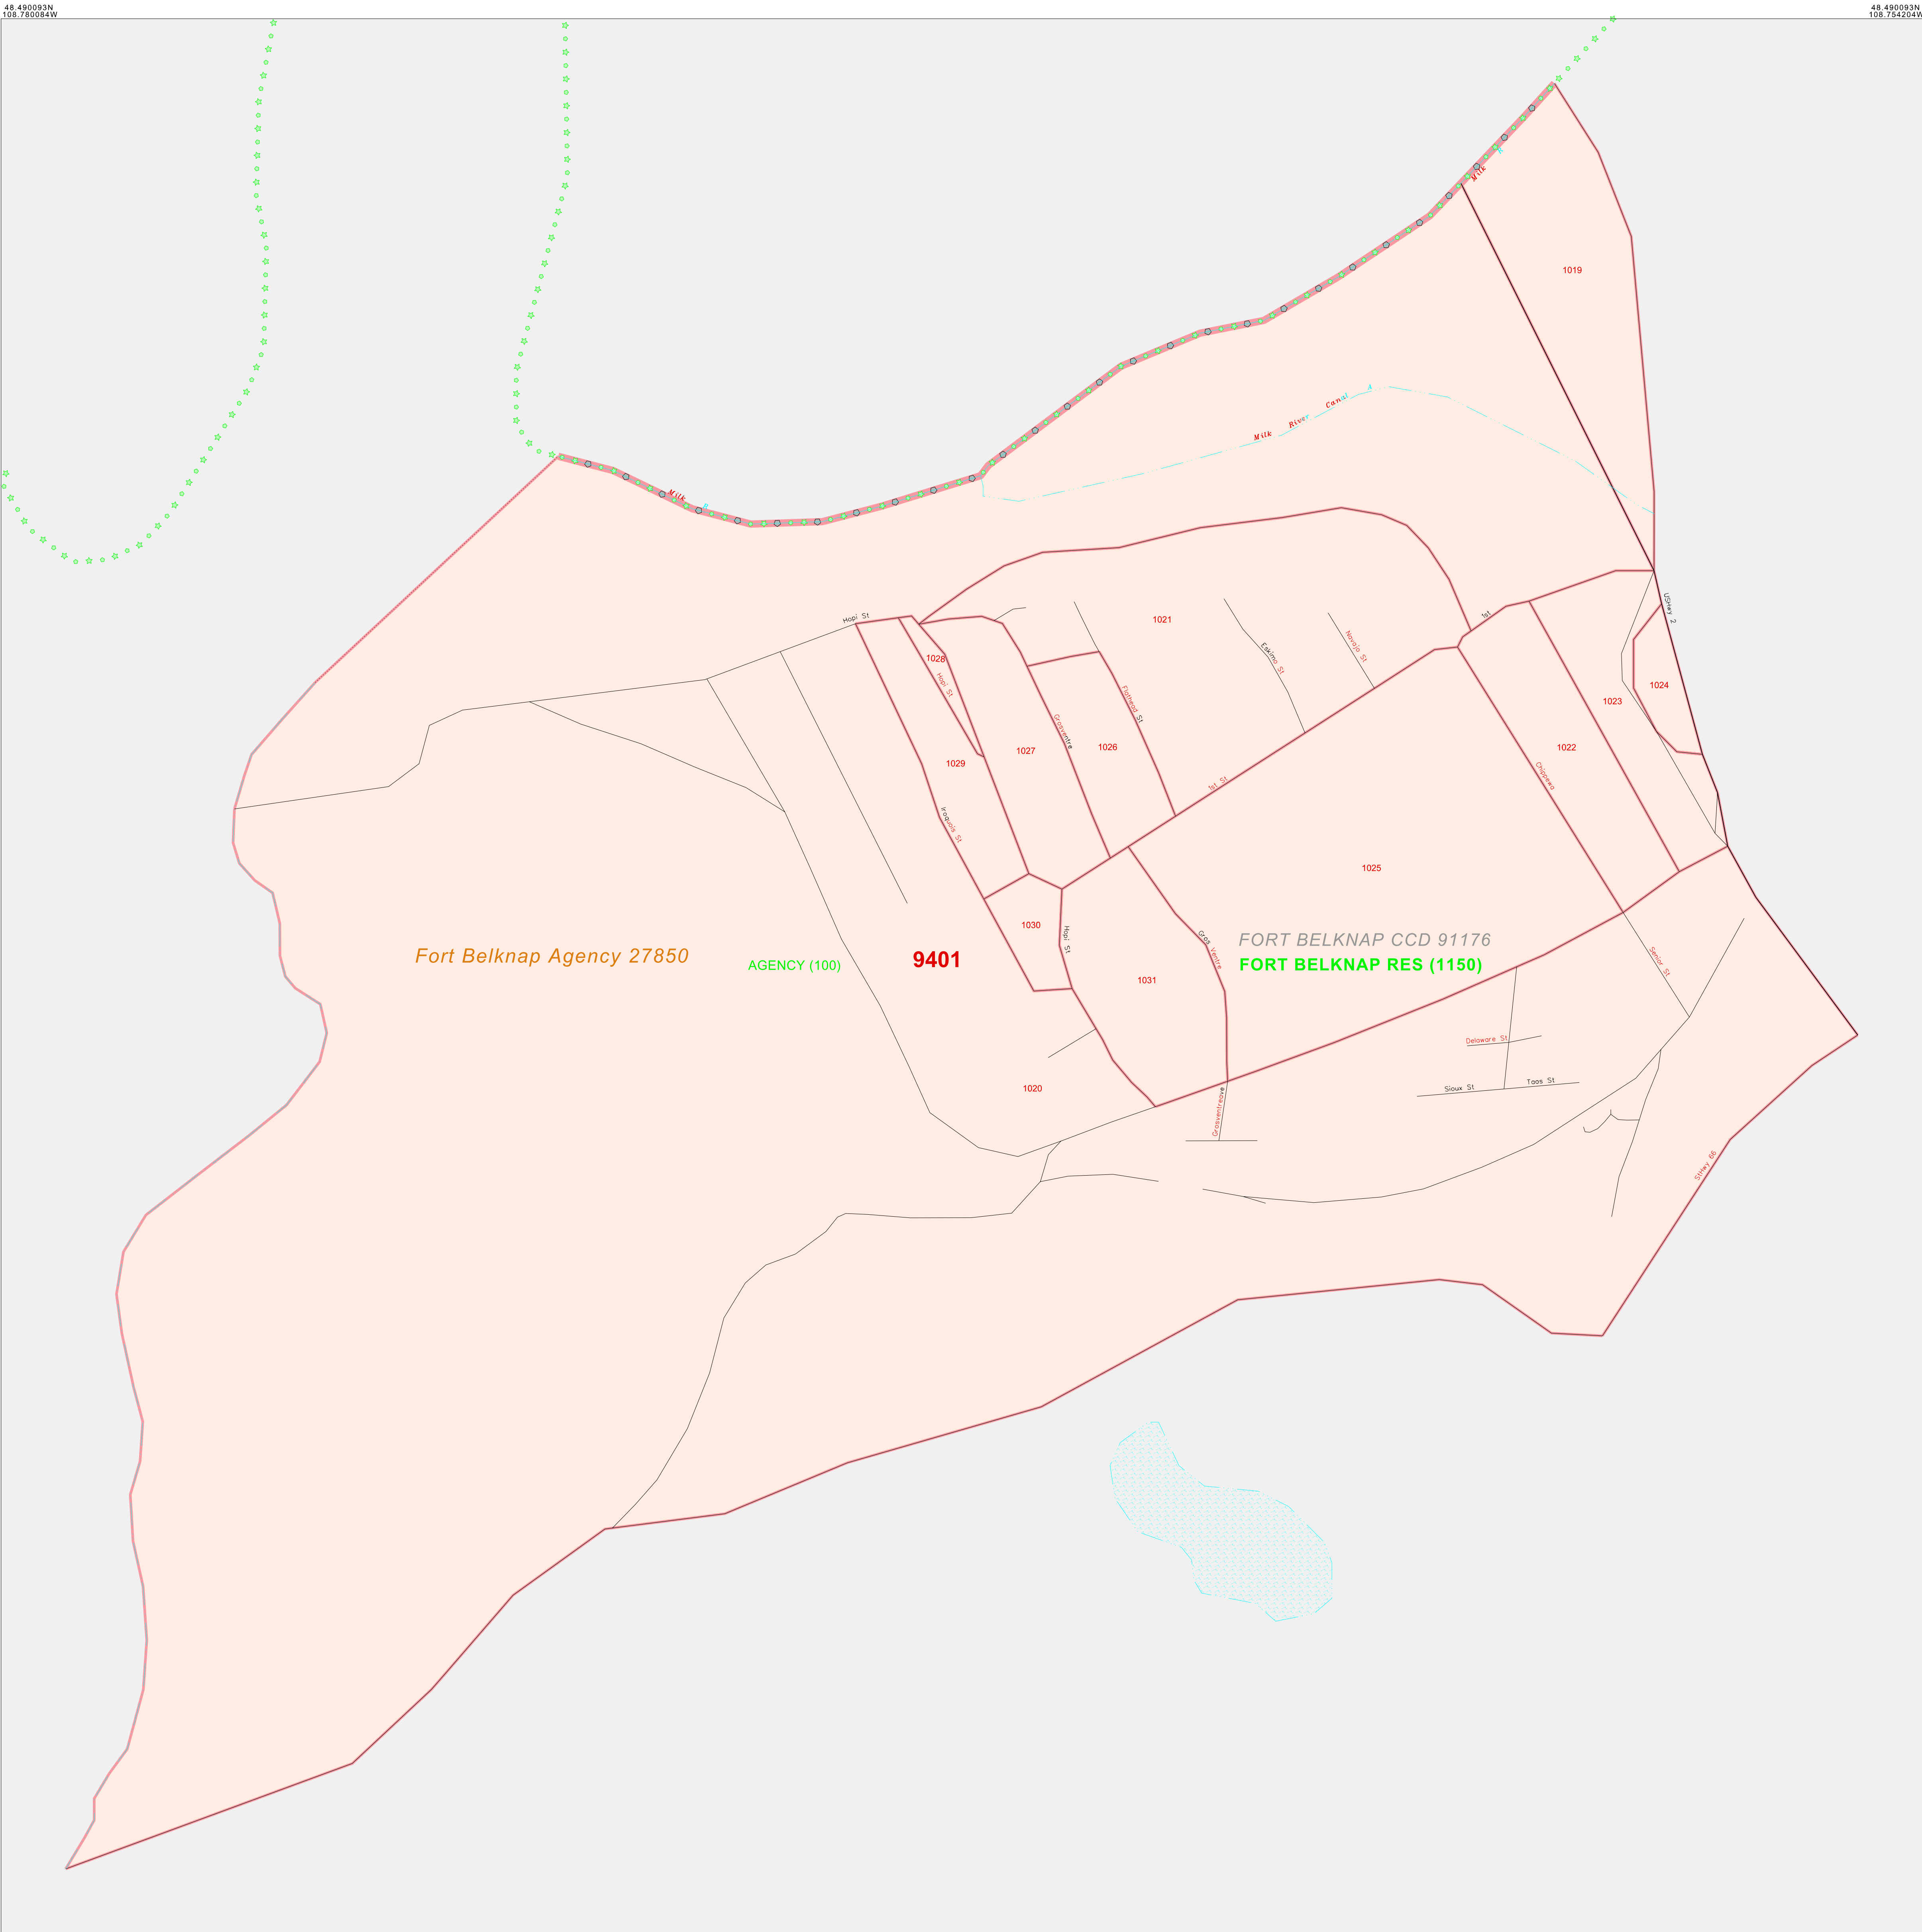 48.490093N
108.780084W
48.490093N
108.754204W
Milk R
1019
Milk River Canal A
Milk R
Hopi St
1021
1st
USHwy 2
1028
Hopi St
Flathead St
Eskimo St
Navajo St
1024
1023
1029
1027
Grosventre
1026
1022
Chippewa
1st St
Iroquois St
1025
1030
Hopi St
Fort Belknap Agency 27850
AGENCY (100)
9401
Gros Ventre
FORT BELKNAP CCD 91176
FORT BELKNAP RES (1150)
Senior St
1031
Delaware St
1020
Grosventreave
Sioux St
Taos St
StHwy 66